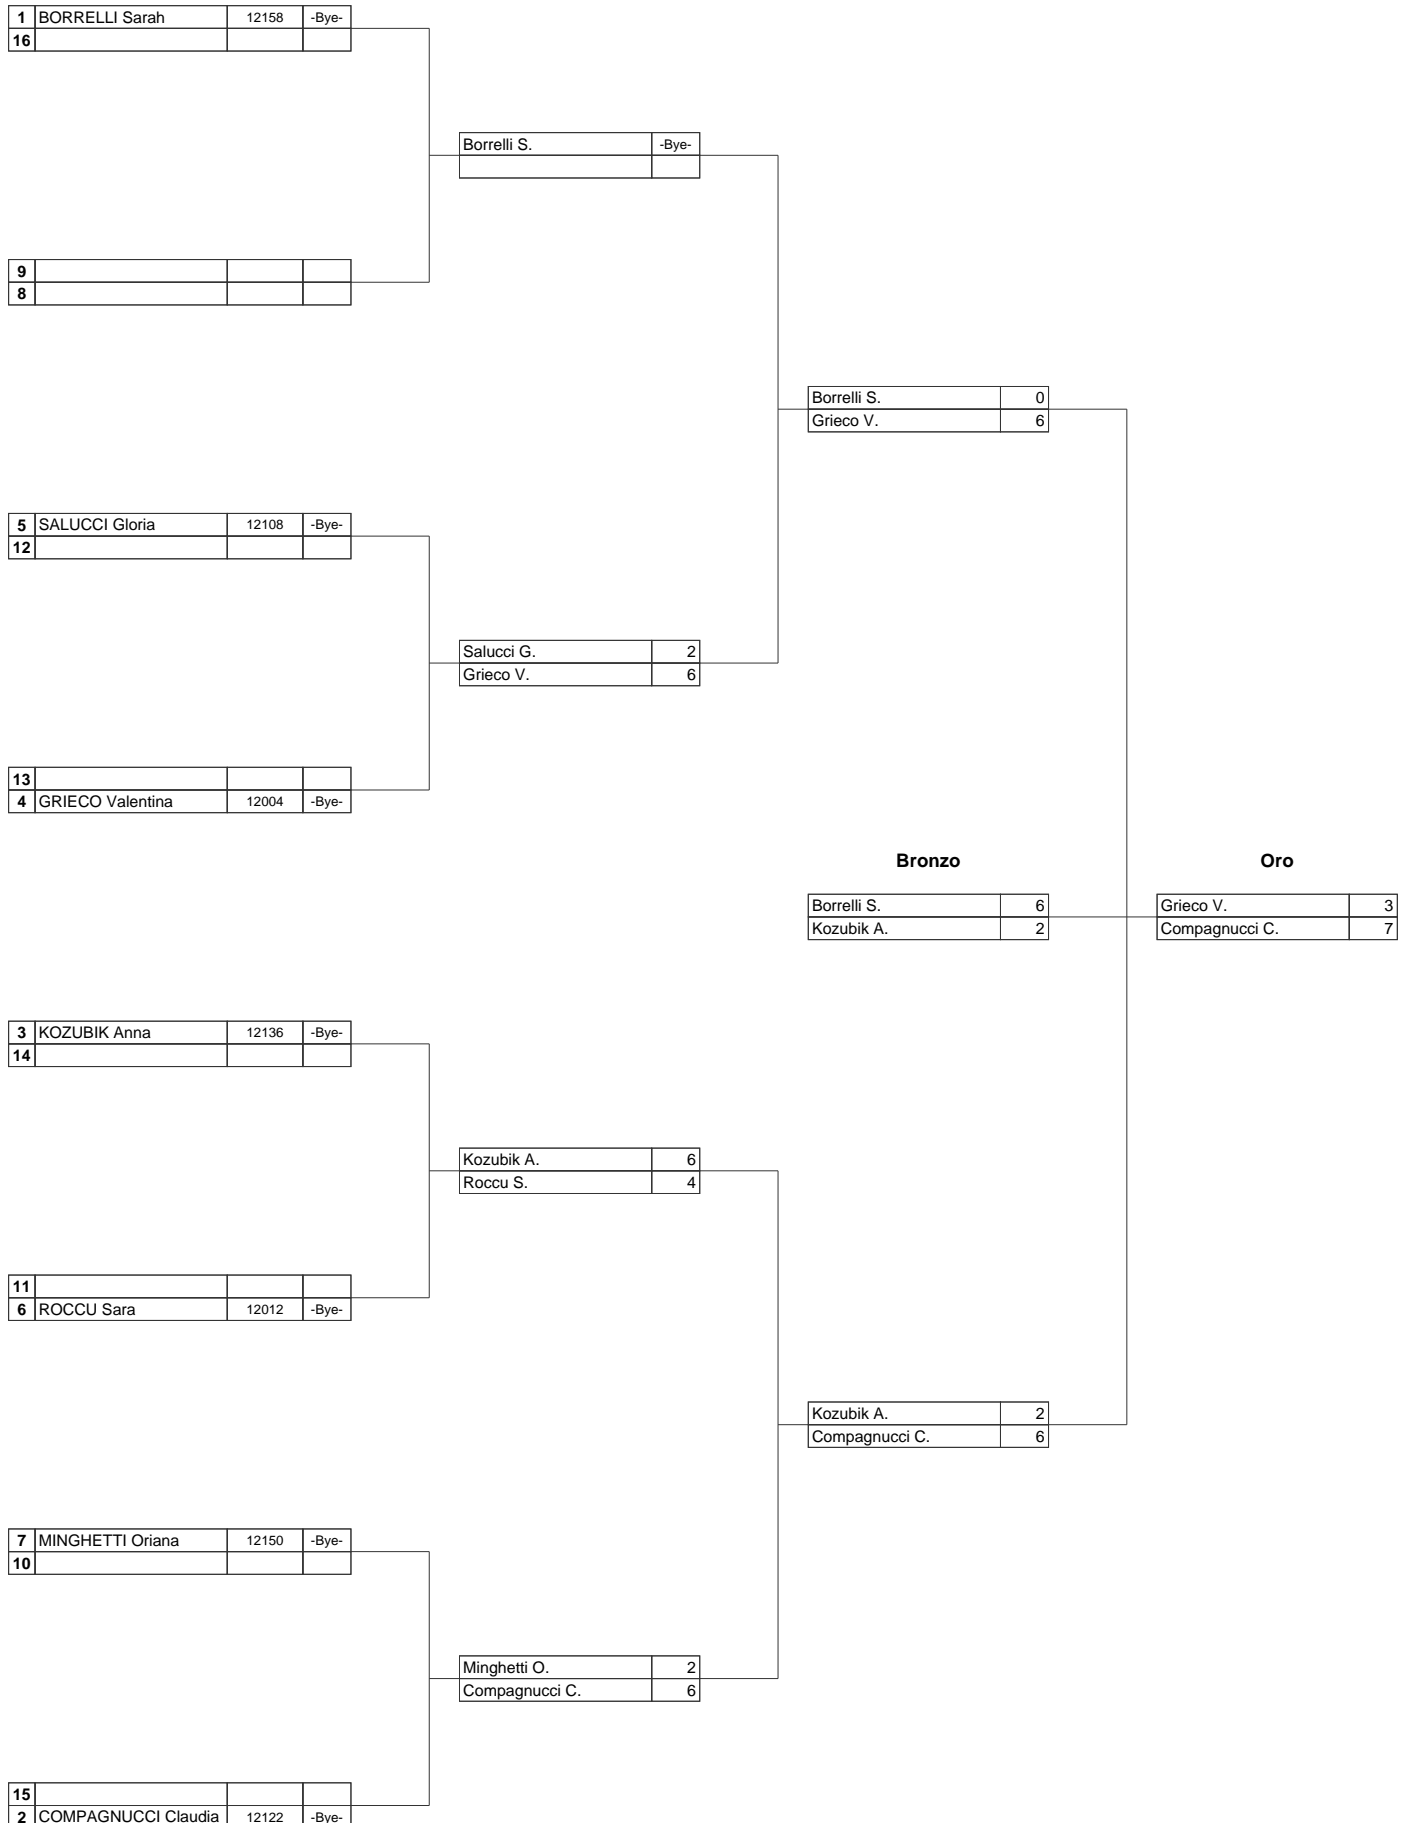 1 BORRELLI Sarah 12158 -Bye-
16
Borrelli S. -Bye-
9
8
Borrelli S. 0
Grieco V. 6
5 SALUCCI Gloria 12108 -Bye-
12
Salucci G. 2
Grieco V. 6
13
4 GRIECO Valentina 12004 -Bye-
Bronzo Oro
Borrelli S. 6 Grieco V. 3
Kozubik A. 2 Compagnucci C. 7
3 KOZUBIK Anna 12136 -Bye-
14
Kozubik A. 6
Roccu S. 4
11
6 ROCCU Sara 12012 -Bye-
Kozubik A. 2
Compagnucci C. 6
7 MINGHETTI Oriana 12150 -Bye-
10
Minghetti O. 2
Compagnucci C. 6
15
2 COMPAGNUCCI Claudia 12122 -Bye-